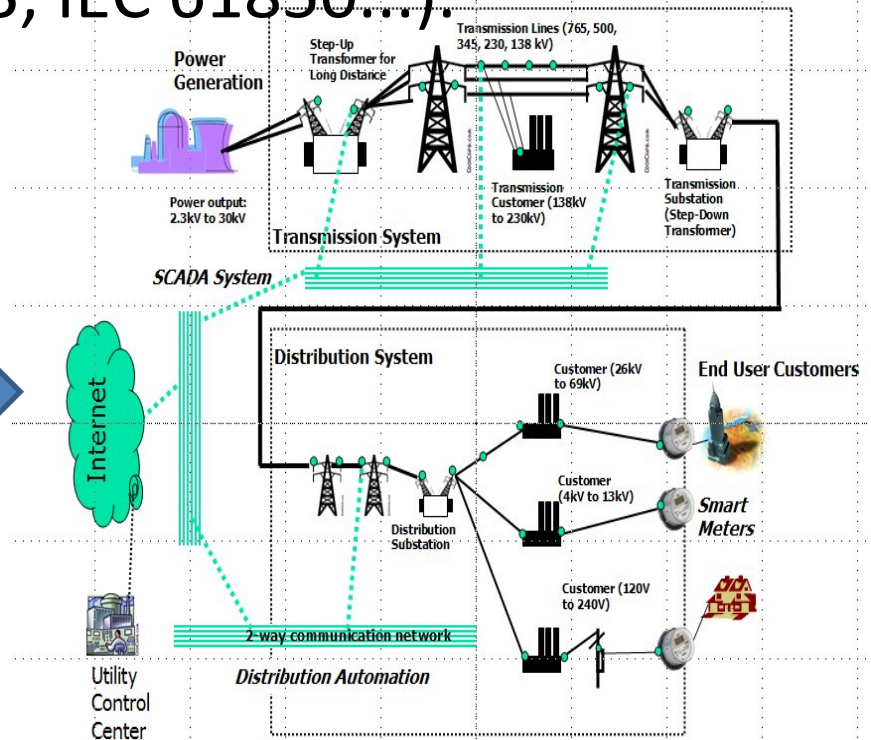 , IEC 61850...).
Power
Generation
Step-Up
Transformer for
Long Distance
Transmission Lines (765, 500,
345, 230, 138 kV)
Power output:
2.3kV to 30kV
Transmission
Customer (138kV
to 230kV)
Transmission
Substation
(Step-Down
Transformer)
Transmission System
SCADA System
Internet
Utility
Control
Center
Distribution System
Customer (26kV
to 69kV)
End User Customers
Customer
(4kV to 13kV)
Smart
Meters
Distribution
Substation
Customer (120V
to 240V)
2-way communication network
Distribution Automation